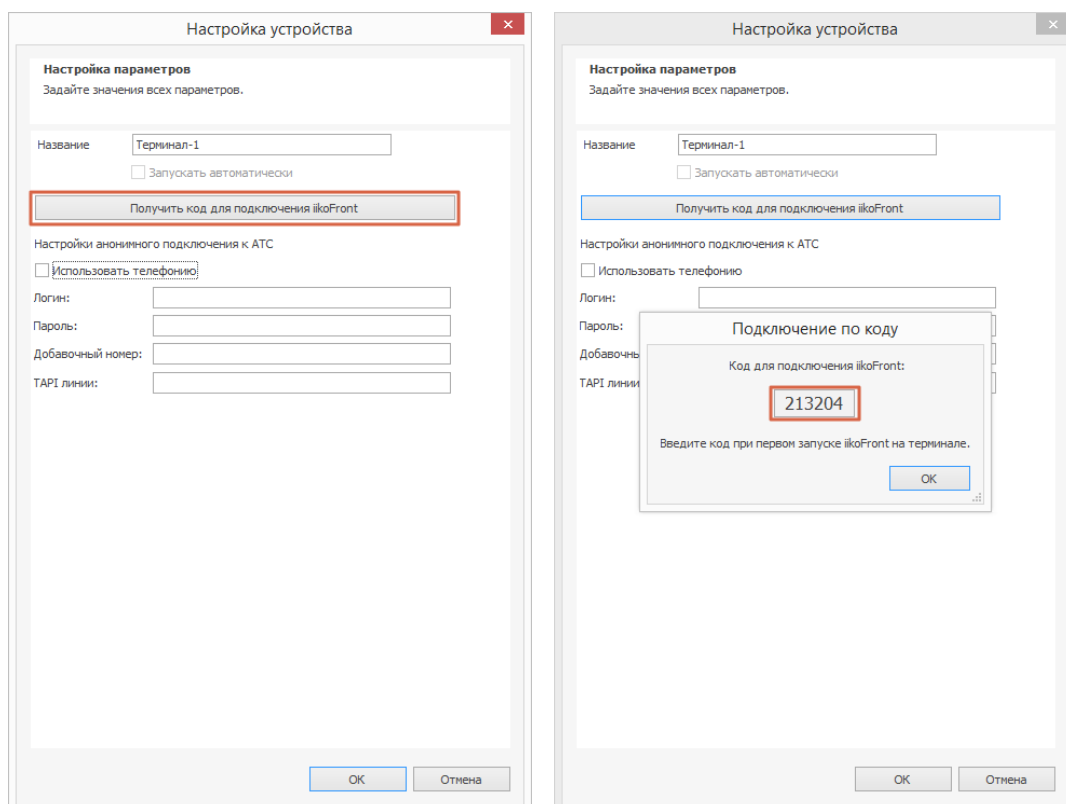 Настройка устройства
Настройка параметров
Задайте значения всех параметров.
Название Терминал-1
Запускать автоматически
Получить код для подключения iikoFront
Настройки анонимного подключения к АТС
Использовать телефонию
Логин:
Пароль:
Добавочный номер:
TAPI линии:
OK Отмена
Настройка устройства
Настройка параметров
Задайте значения всех параметров.
Название Терминал-1
Запускать автоматически
Получить код для подключения iikoFront
Настройки анонимного подключения к АТС
Использовать телефонию
Логин:
Пароль:
Добавочнь
TAPI линии
Подключение по коду
Код для подключения iikoFront:
213204
Введите код при первом запуске iikoFront на терминале.
OK
OK Отмена